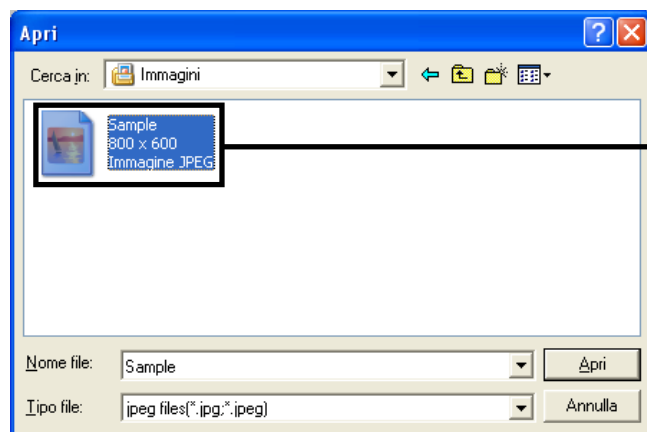 Apri
Cerca in: Immagini
Sample
800 x 600
Immagine JPEG
Nome file: Sample Apri
Tipo file: jpeg files(*.jpg;*.jpeg) Annulla